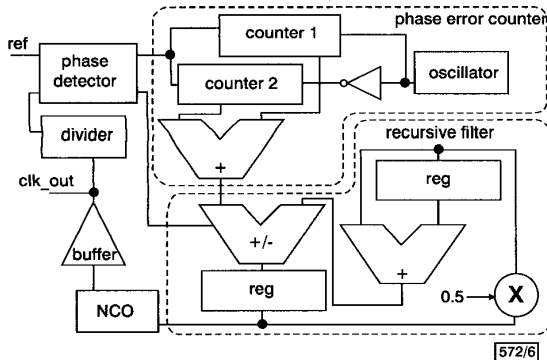 phase error counter
ref
phase
detector
counter 1
counter 2
oscillator
divider
clk_out
+
recursive filter
reg
buffer
+/-
+
reg
NCO
0.5
X
572/6